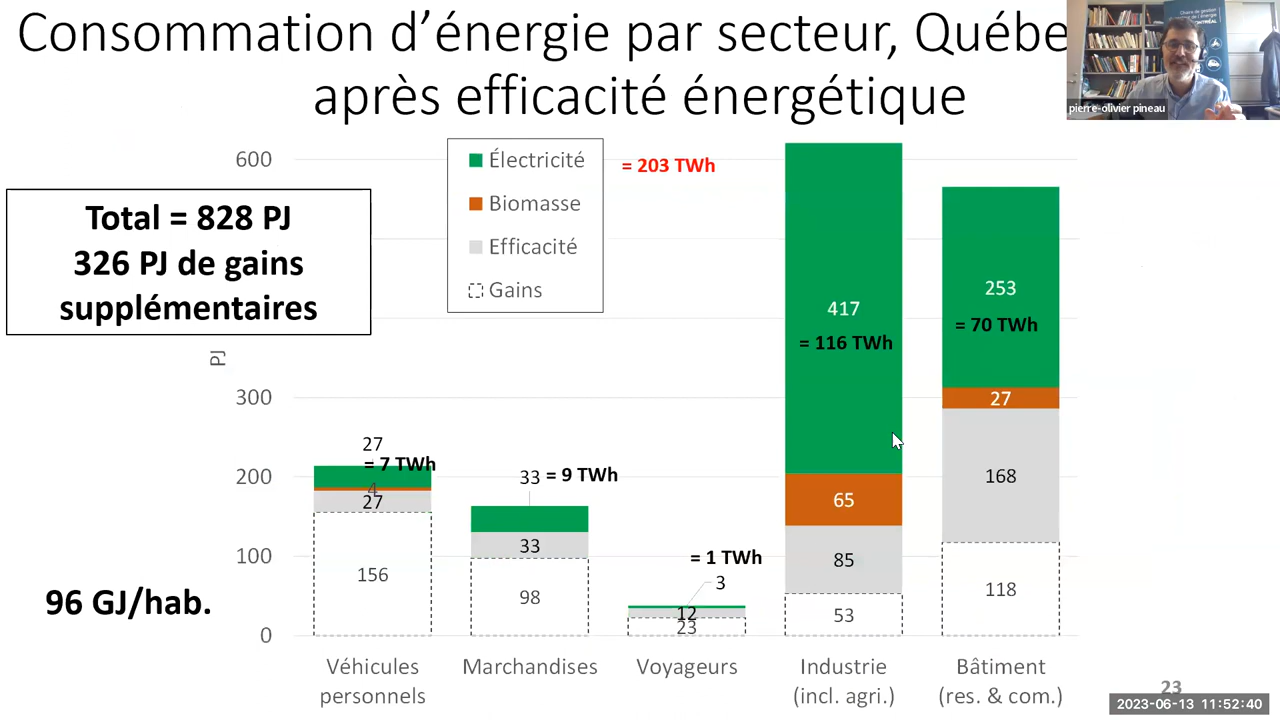 Consommation d’énergie par secteur, Québe
après efficacité énergétique
pierre-olivier pineau
Électricité
= 203 TWh
Biomasse
Efficacité
Gains
Total = 828 PJ
326 PJ de gains
supplémentaires
96 GJ/hab.
PJ
600
300
200
100
0
27
= 7 TWh
4
27
156
33 = 9 TWh
33
98
= 1 TWh
3
12
23
417
= 116 TWh
65
85
53
253
= 70 TWh
27
168
118
Véhicules
personnels
Marchandises
Voyageurs
Industrie
(incl. agri.)
Bâtiment
(res. & com.)
23
2023-06-13 11:52:40